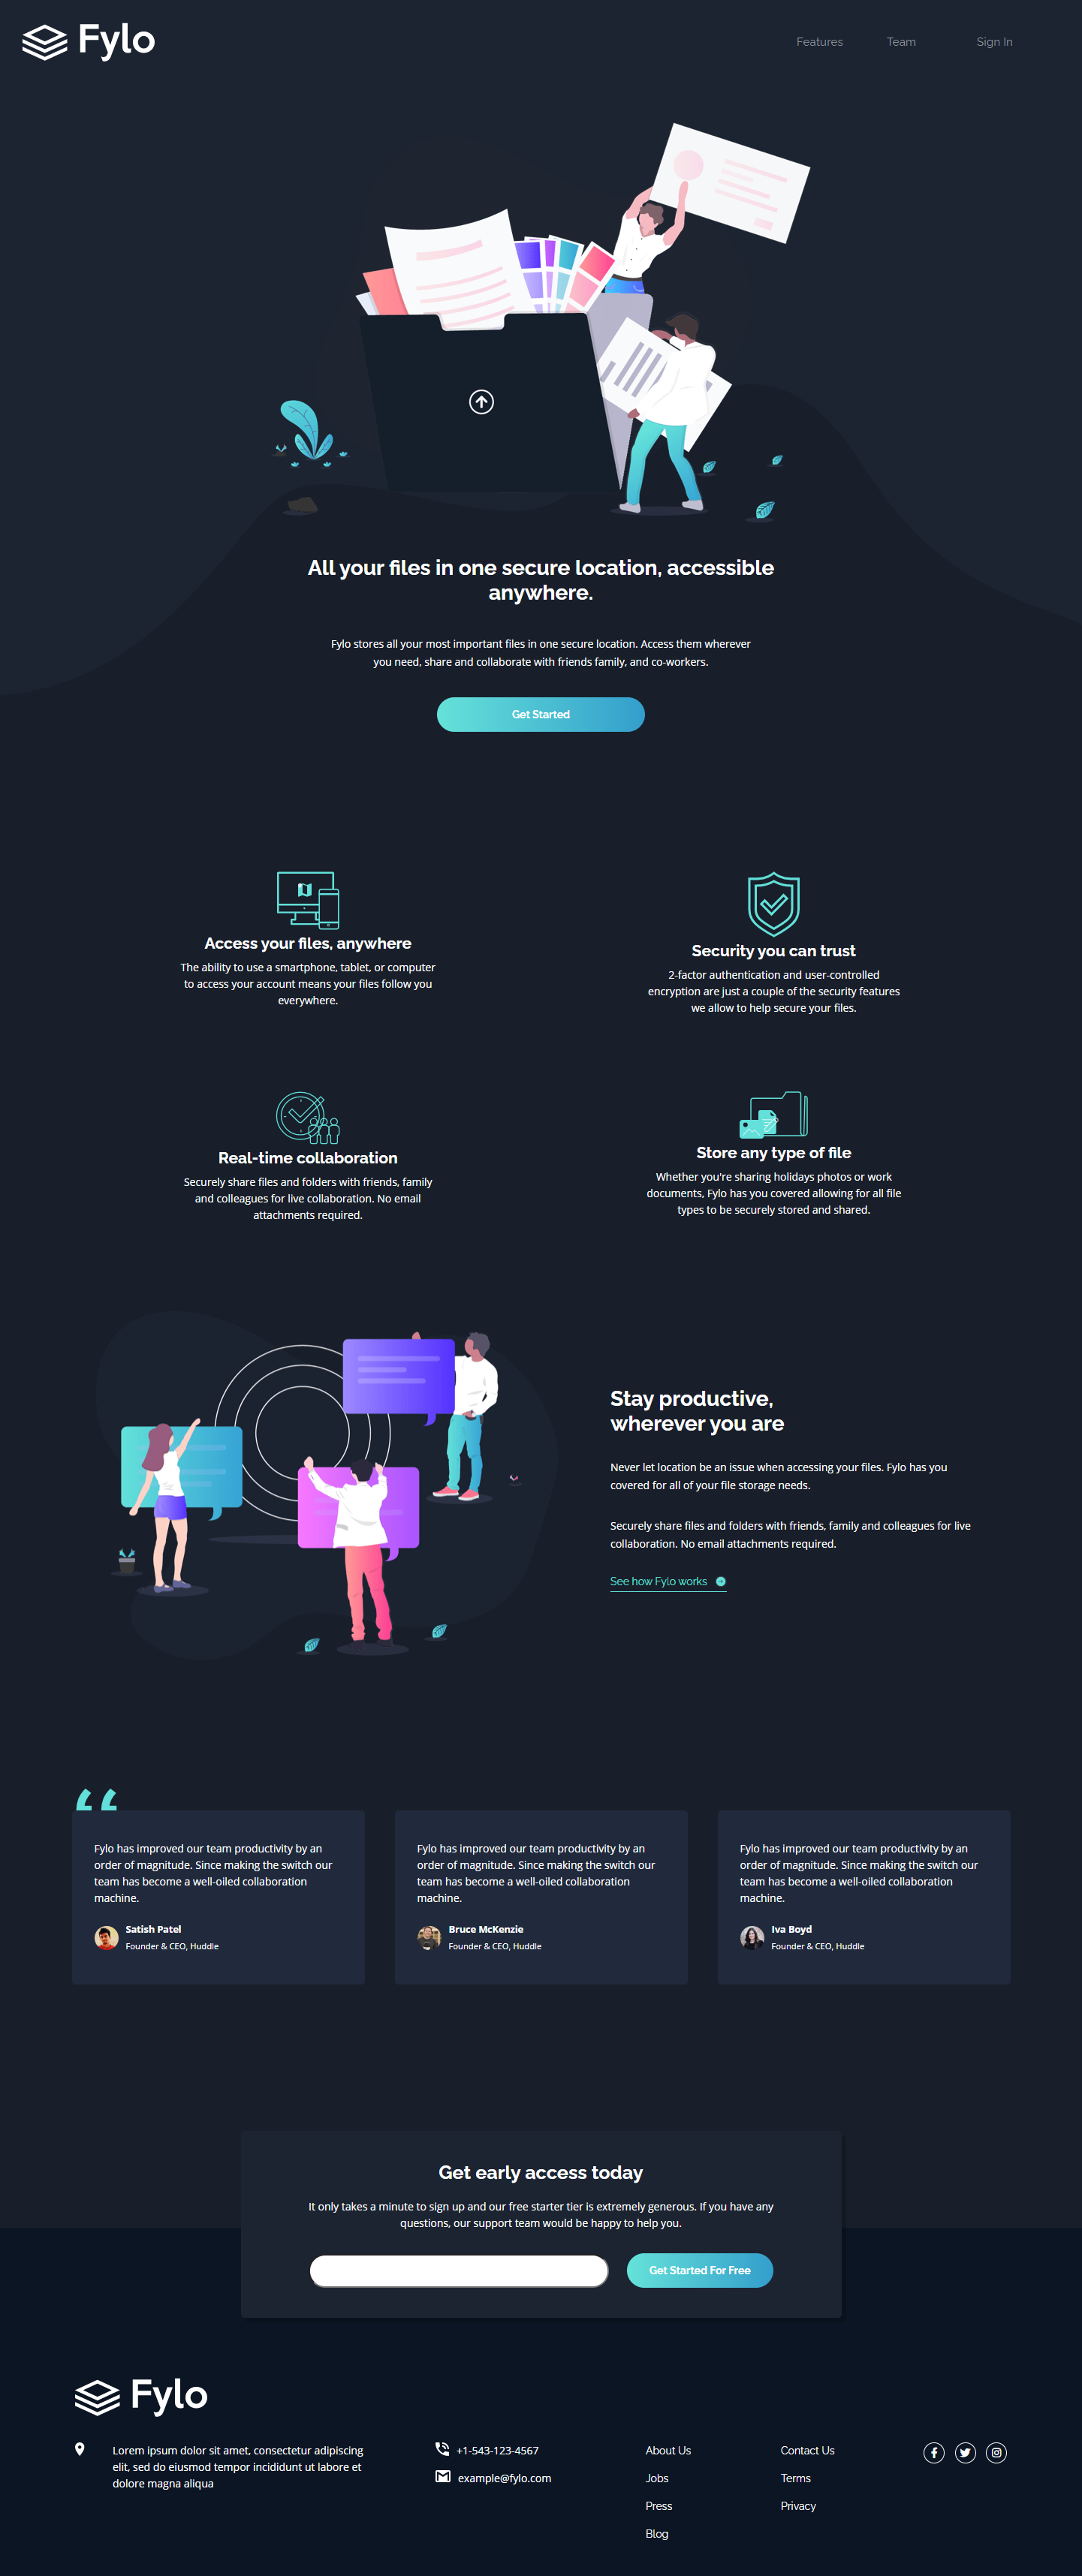 Fylo
Features
Team
Sign In
All your files in one secure location, accessible
anywhere.
Fylo stores all your most important files in one secure location. Access them wherever
you need, share and collaborate with friends family, and co-workers.
Get Started
Access your files, anywhere
The ability to use a smartphone, tablet, or computer
to access your account means your files follow you
everywhere.
Security you can trust
2-factor authentication and user-controlled
encryption are just a couple of the security features
we allow to help secure your files.
Real-time collaboration
Securely share files and folders with friends, family
and colleagues for live collaboration. No email
attachments required.
Store any type of file
Whether you're sharing holidays photos or work
documents, Fylo has you covered allowing for all file
types to be securely stored and shared.
Stay productive,
wherever you are
Never let location be an issue when accessing your files. Fylo has you
covered for all of your file storage needs.
Securely share files and folders with friends, family and colleagues for live
collaboration. No email attachments required.
See how Fylo works
Fylo has improved our team productivity by an
order of magnitude. Since making the switch our
team has become a well-oiled collaboration
machine.
Satish Patel
Founder & CEO, Huddle
Fylo has improved our team productivity by an
order of magnitude. Since making the switch our
team has become a well-oiled collaboration
machine.
Bruce McKenzie
Founder & CEO, Huddle
Fylo has improved our team productivity by an
order of magnitude. Since making the switch our
team has become a well-oiled collaboration
machine.
Iva Boyd
Founder & CEO, Huddle
Get early access today
It only takes a minute to sign up and our free starter tier is extremely generous. If you have any
questions, our support team would be happy to help you.
Get Started For Free
Fylo
Lorem ipsum dolor sit amet, consectetur adipiscing
elit, sed do eiusmod tempor incididunt ut labore et
dolore magna aliqua
+1-543-123-4567
example@fylo.com
About Us
Jobs
Press
Blog
Contact Us
Terms
Privacy